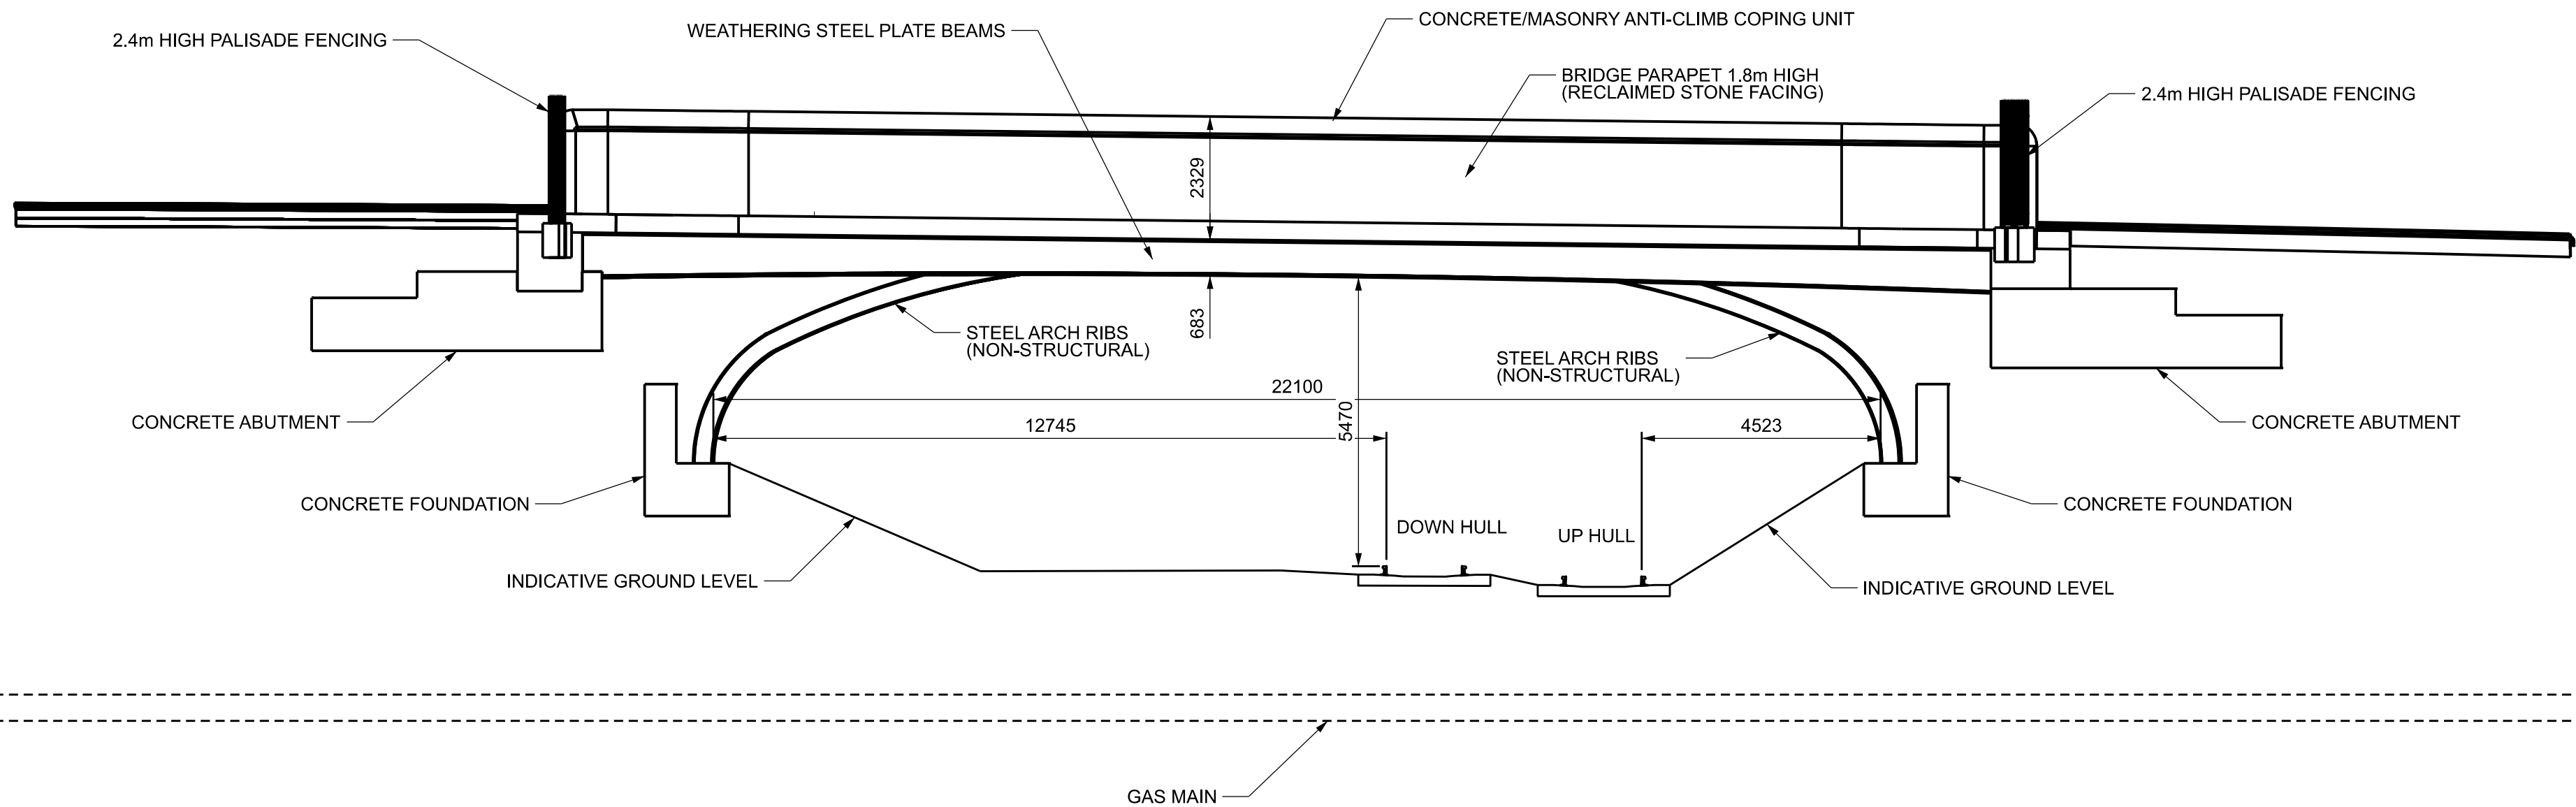 CONCRETE/MASONRY ANTI-CLIMB COPING UNIT
WEATHERING STEEL PLATE BEAMS
2.4m HIGH PALISADE FENCING
BRIDGE PARAPET 1.8m HIGH
(RECLAIMED STONE FACING)
2.4m HIGH PALISADE FENCING
2329
683
STEEL ARCH RIBS
(NON-STRUCTURAL)
STEEL ARCH RIBS
(NON-STRUCTURAL)
22100
5470
12745
4523
CONCRETE ABUTMENT
CONCRETE ABUTMENT
CONCRETE FOUNDATION
CONCRETE FOUNDATION
DOWN HULL
UP HULL
INDICATIVE GROUND LEVEL
INDICATIVE GROUND LEVEL
GAS MAIN